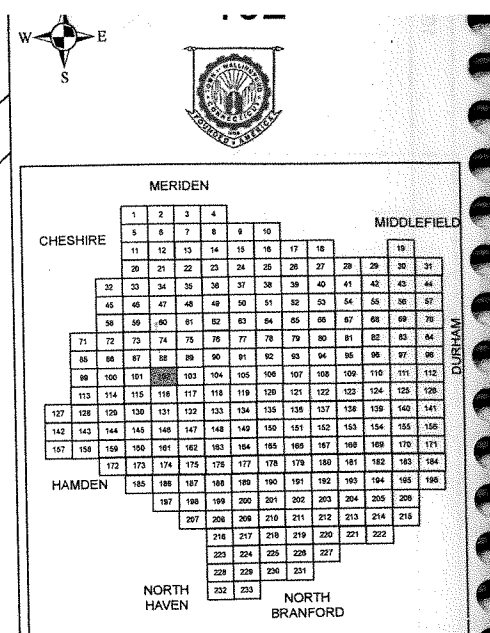 W E
S
TOWN OF WALLINGFORD
CONNECTICUT
FOUNDED IN AMERICA
MERIDEN
MIDDLEFIELD
CHESHIRE
DURHAM
1 2 3 4
5 6 7 8 9 10
11 12 13 14 15 16 17 18 19
20 21 22 23 24 25 26 27 28 29 30 31
32 33 34 35 36 37 38 39 40 41 42 43 44
45 46 47 48 49 50 51 52 53 54 55 56 57
58 59 60 61 62 63 64 65 66 67 68 69 70
71 72 73 74 75 76 77 78 79 80 81 82 83 84
85 86 87 88 89 90 91 92 93 94 95 96 97 98
99 100 101 103 104 105 106 107 108 109 110 111 112
113 114 115 116 117 118 119 120 121 122 123 124 125 126
127 128 129 130 131 132 133 134 135 136 137 138 139 140 141
142 143 144 145 146 147 148 149 150 151 152 153 154 155 156
157 158 159 160 161 162 163 164 165 166 167 168 169 170 171
172 173 174 175 176 177 178 179 180 181 182 183 184
HAMDEN
185 186 187 188 189 190 191 192 193 194 195 196
197 198 199 200 201 202 203 204 205 206
207 208 209 210 211 212 213 214 215
216 217 218 219 220 221 222
223 224 225 226 227
228 229 230 231
232 233
NORTH
HAVEN
NORTH
BRANFORD